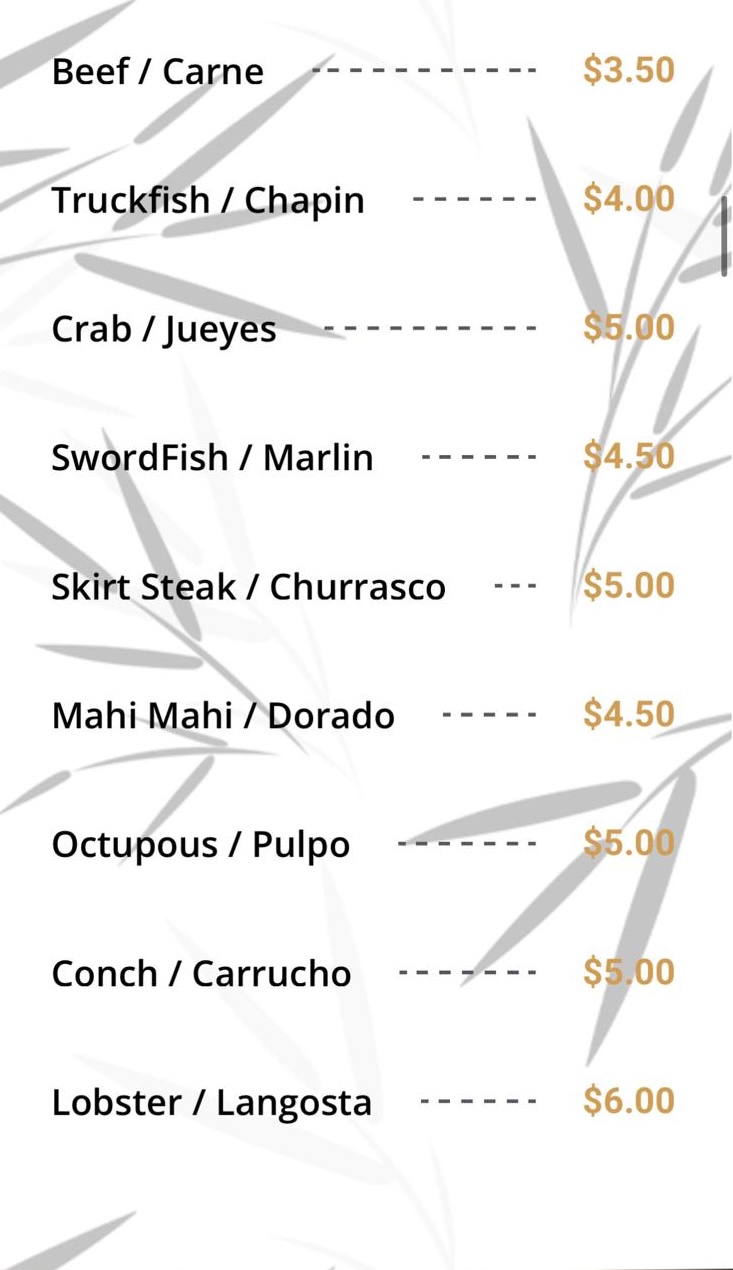 Beef / Carne ----------- $3.50
Truckfish / Chapin ------ $4.00
Crab / Jueyes ---------- $5.00
SwordFish / Marlin ------ $4.50
Skirt Steak / Churrasco --- $5.00
Mahi Mahi / Dorado ----- $4.50
Octupous / Pulpo ------- $5.00
Conch / Carrucho ------- $5.00
Lobster / Langosta ------ $6.00